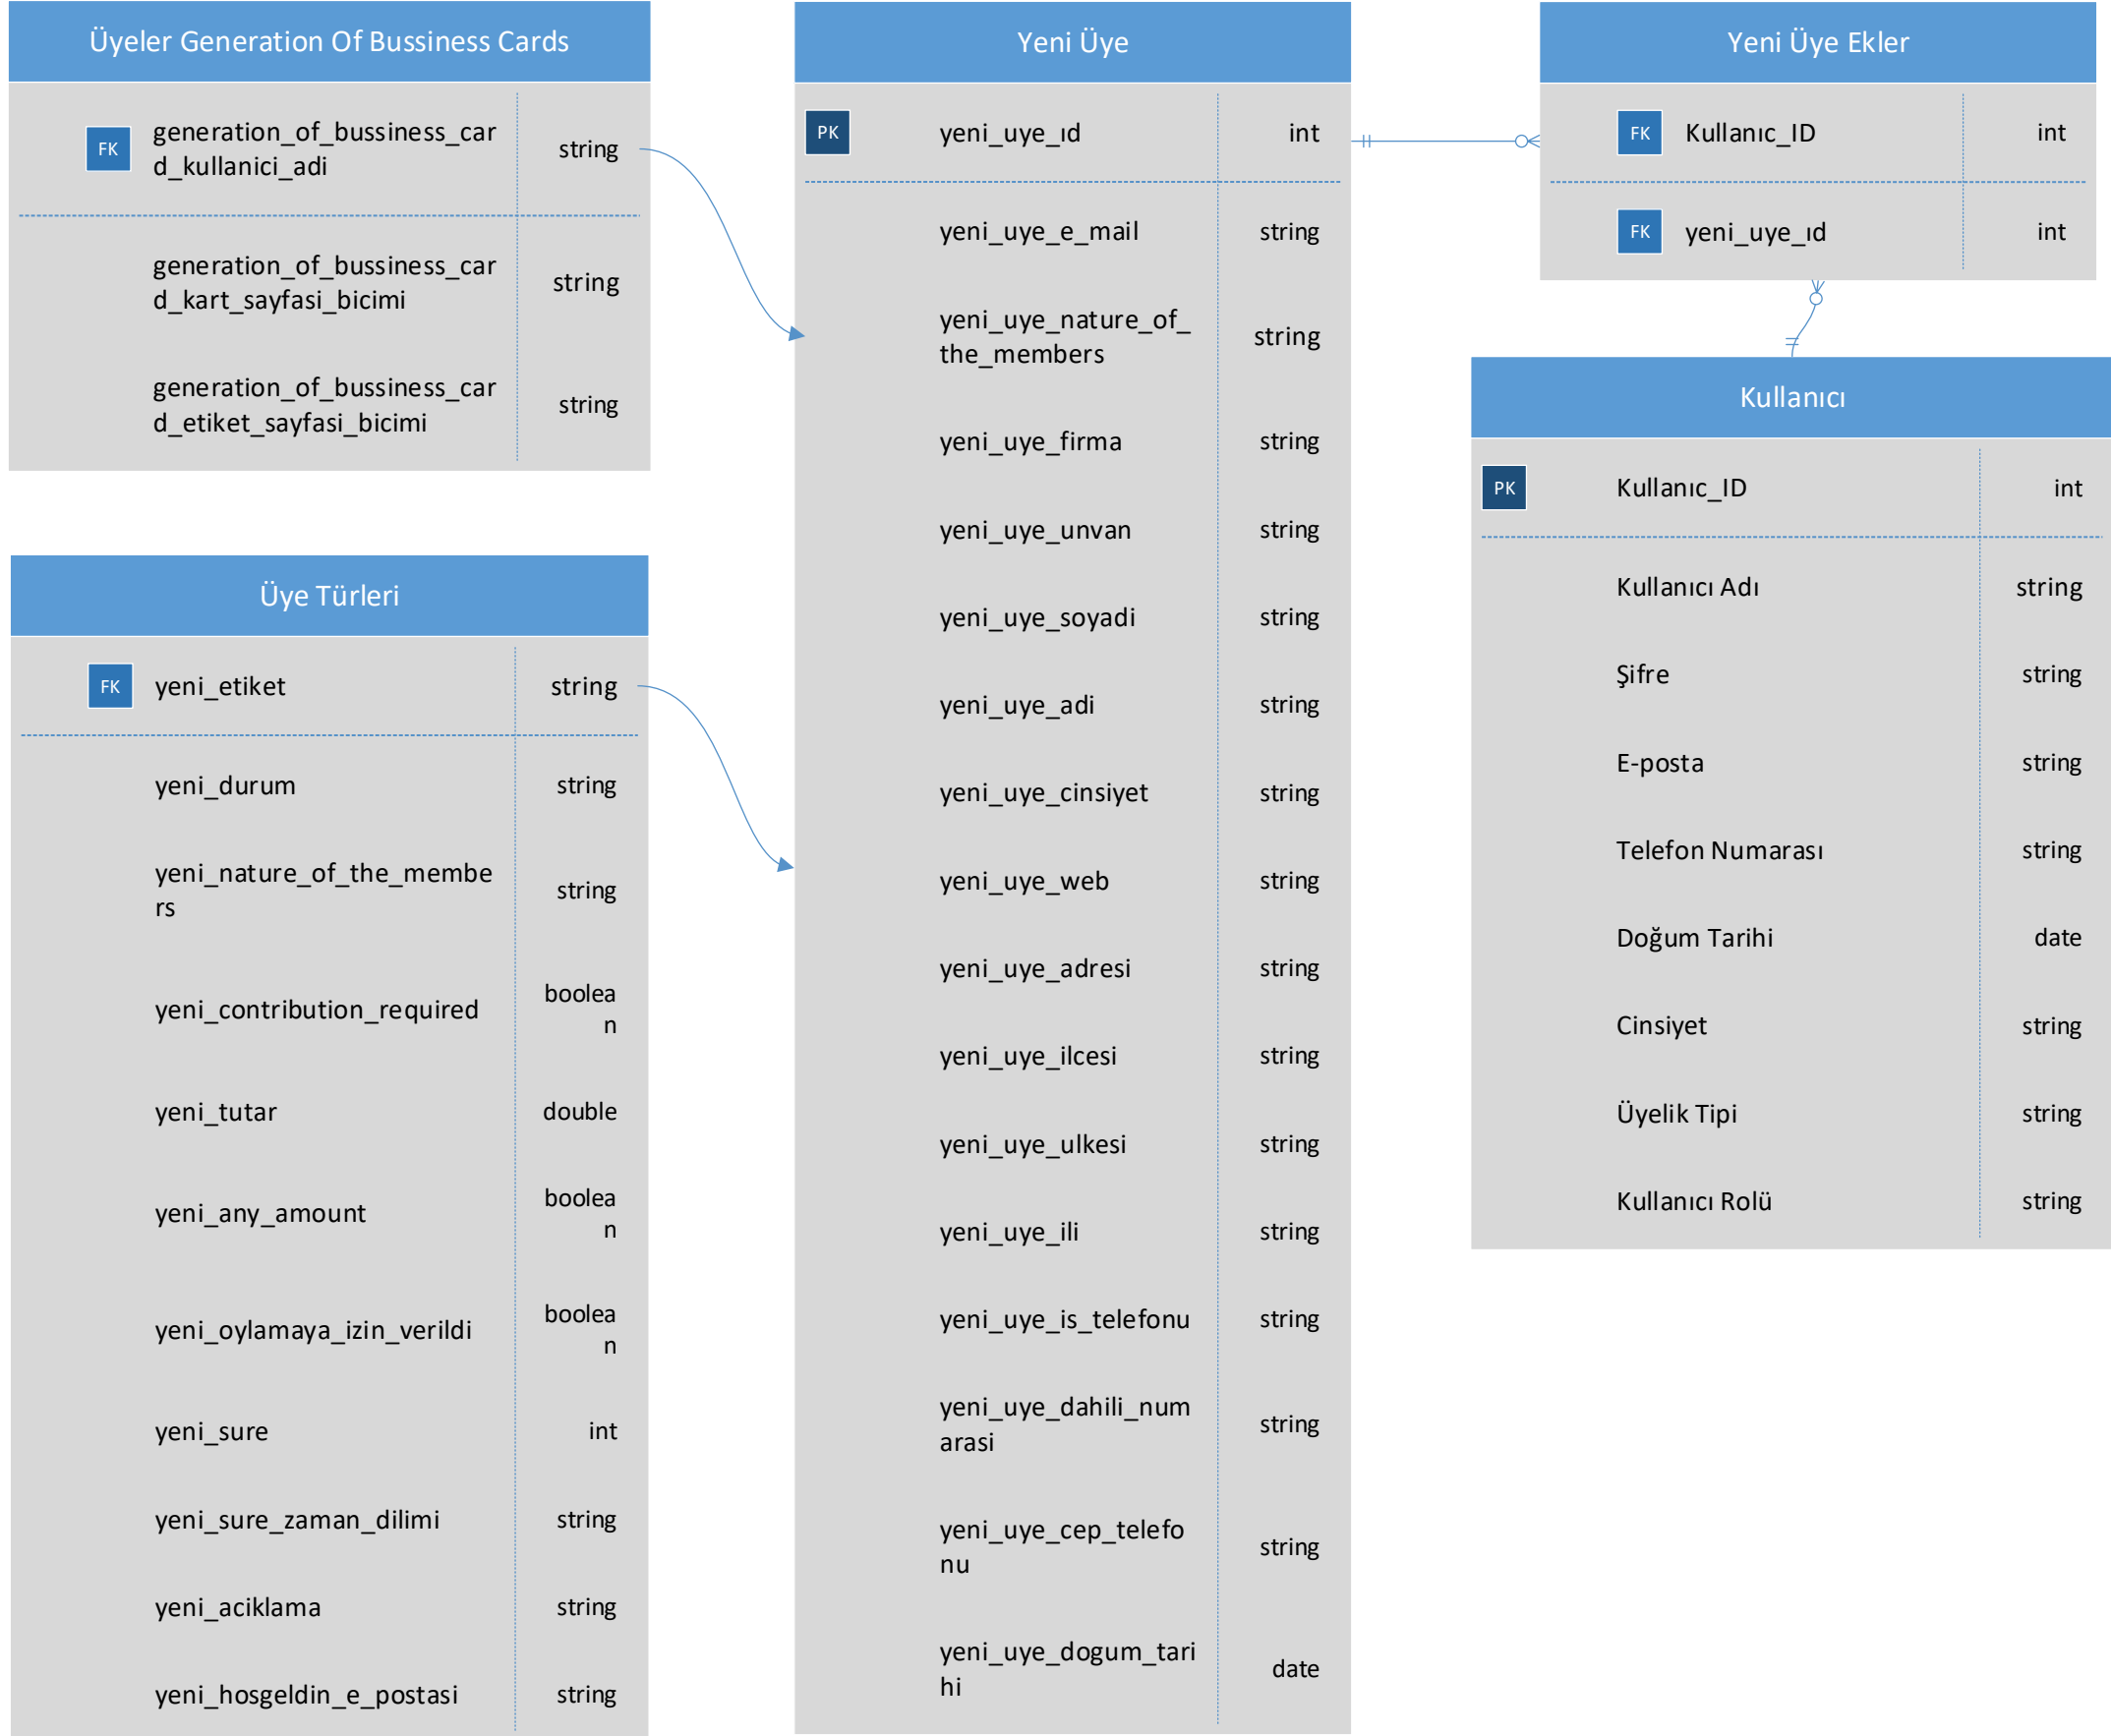 Üyeler Generation Of Bussiness Cards
FK
generation_of_bussiness_car
d_kullanici_adi
string
generation_of_bussiness_car
d_kart_sayfasi_bicimi
string
generation_of_bussiness_car
d_etiket_sayfasi_bicimi
string
Üye Türleri
FK
yeni_etiket
string
yeni_durum
string
yeni_nature_of_the_membe
rs
string
yeni_contribution_required
boolea
n
yeni_tutar
double
yeni_any_amount
boolea
n
yeni_oylamaya_izin_verildi
boolea
n
yeni_sure
int
yeni_sure_zaman_dilimi
string
yeni_aciklama
string
yeni_hosgeldin_e_postasi
string
Yeni Üye
PK
yeni_uye_ıd
int
yeni_uye_e_mail
string
yeni_uye_nature_of_
the_members
string
yeni_uye_firma
string
yeni_uye_unvan
string
yeni_uye_soyadi
string
yeni_uye_adi
string
yeni_uye_cinsiyet
string
yeni_uye_web
string
yeni_uye_adresi
string
yeni_uye_ilcesi
string
yeni_uye_ulkesi
string
yeni_uye_ili
string
yeni_uye_is_telefonu
string
yeni_uye_dahili_num
arasi
string
yeni_uye_cep_telefo
nu
string
yeni_uye_dogum_tari
hi
date
Yeni Üye Ekler
FK
Kullanıc_ID
int
FK
yeni_uye_ıd
int
Kullanıcı
PK
Kullanıc_ID
int
Kullanıcı Adı
string
Şifre
string
E-posta
string
Telefon Numarası
string
Doğum Tarihi
date
Cinsiyet
string
Üyelik Tipi
string
Kullanıcı Rolü
string